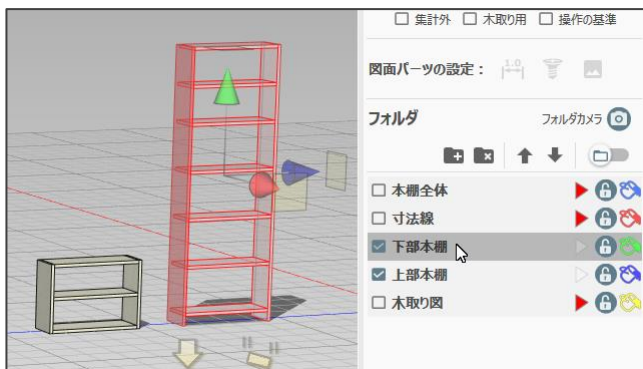 集計外 木取り用 操作の基準
図面パーツの設定： 1.0
フォルダ フォルダカメラ
本棚全体
寸法線
下部本棚
上部本棚
木取り図